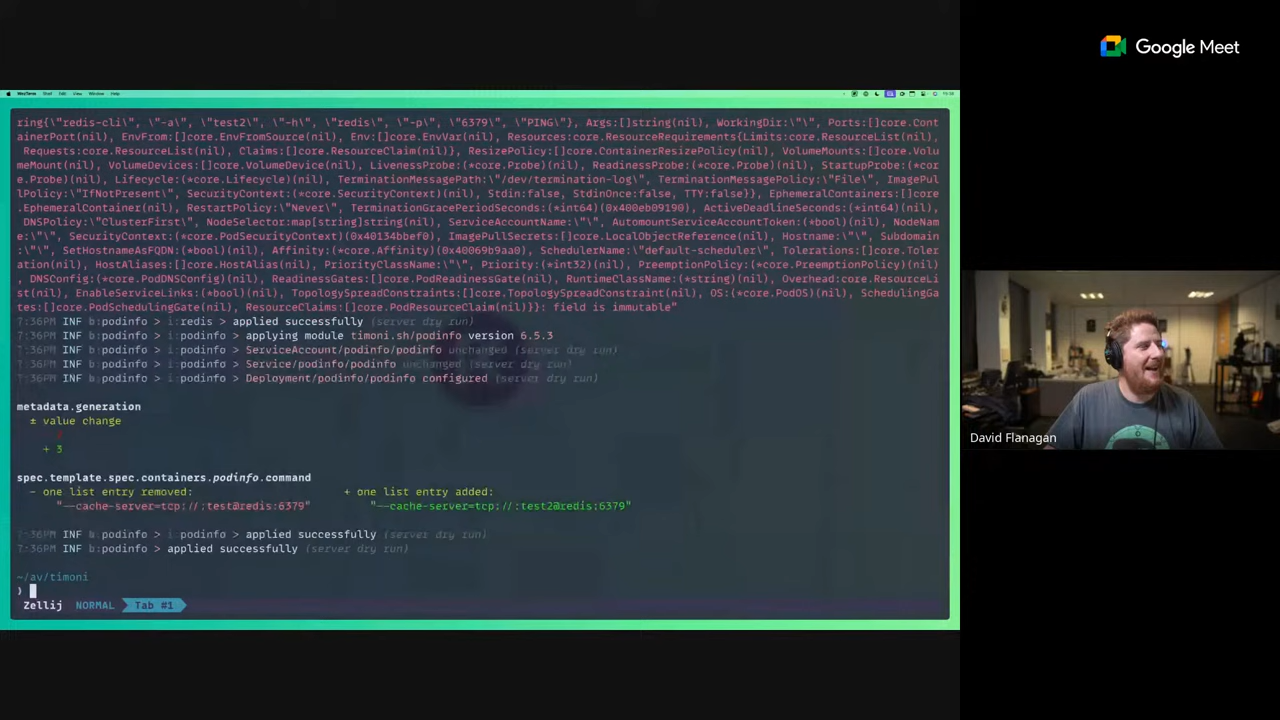 Google Meet
ring{\"redis-cli\", \"-a\", \"test2\", \"-h\", \"redis\", \"-p\", \"6379\", \"PING\"}, Args:[]string(nil), WorkingDir:\"\", Ports:[]core.Cont
ainerPort(nil), EnvFrom:[]core.EnvFromSource(nil), Env:[]core.EnvVar(nil), Resources:core.ResourceRequirements{Limits:core.ResourceList(nil),
Requests:core.ResourceList(nil), Claims:[]core.ResourceClaim(nil)}, ResizePolicy:[]core.ContainerResizePolicy(nil), VolumeMounts:[]core.Volu
meMount(nil), VolumeDevices:[]core.VolumeDevice(nil), LivenessProbe:(*core.Probe)(nil), ReadinessProbe:(*core.Probe)(nil), StartupProbe:(*cor
e.Probe)(nil), Lifecycle:(*core.Lifecycle)(nil), TerminationMessagePath:\"/dev/termination-log\", TerminationMessagePolicy:\"File\", ImagePul
lPolicy:\"IfNotPresent\", SecurityContext:(*core.SecurityContext)(nil), Stdin:false, StdinOnce:false, TTY:false}}, EphemeralContainers:[]core
.EphemeralContainer(nil), RestartPolicy:\"Never\", TerminationGracePeriodSeconds:(*int64)(0x400eb09190), ActiveDeadlineSeconds:(*int64)(nil),
DNSPolicy:\"ClusterFirst\", NodeSelector:map[string]string(nil), ServiceAccountName:\"\", AutomountServiceAccountToken:(*bool)(nil), NodeNam
e:\"\", SecurityContext:(*core.PodSecurityContext)(0x40134bbef0), ImagePullSecrets:[]core.LocalObjectReference(nil), Hostname:\"\", Subdomain
:\"\", SetHostnameAsFQDN:(*bool)(nil), Affinity:(*core.Affinity)(0x40069b9aa0), SchedulerName:\"default-scheduler\", Tolerations:[]core.Toler
ation(nil), HostAliases:[]core.HostAlias(nil), PriorityClassName:\"\", Priority:(*int32)(nil), PreemptionPolicy:(*core.PreemptionPolicy)(nil)
, DNSConfig:(*core.PodDNSConfig)(nil), ReadinessGates:[]core.PodReadinessGate(nil), RuntimeClassName:(*string)(nil), Overhead:core.ResourceLi
st(nil), EnableServiceLinks:(*bool)(nil), TopologySpreadConstraints:[]core.TopologySpreadConstraint(nil), OS:(*core.PodOS)(nil), SchedulingGa
tes:[]core.PodSchedulingGate(nil), ResourceClaims:[]core.PodResourceClaim(nil)}}: field is immutable"
7:36PM INF b:podinfo > i:redis > applied successfully (server dry run)
7:36PM INF b:podinfo > i:podinfo > applying module timoni.sh/podinfo version 6.5.3
7:36PM INF b:podinfo > i:podinfo > ServiceAccount/podinfo/podinfo unchanged (server dry run)
7:36PM INF b:podinfo > i:podinfo > Service/podinfo/podinfo unchanged (server dry run)
7:36PM INF b:podinfo > i:podinfo > Deployment/podinfo/podinfo configured (server dry run)
metadata.generation
± value change
+ 3
spec.template.spec.containers.podinfo.command
- one list entry removed: + one list entry added:
"--cache-server=tcp://:test@redis:6379" "--cache-server=tcp://:test2@redis:6379"
7:36PM INF b:podinfo > i:podinfo > applied successfully (server dry run)
7:36PM INF b:podinfo > applied successfully (server dry run)
~/av/timoni
)
Zellij NORMAL Tab #1
David Flanagan